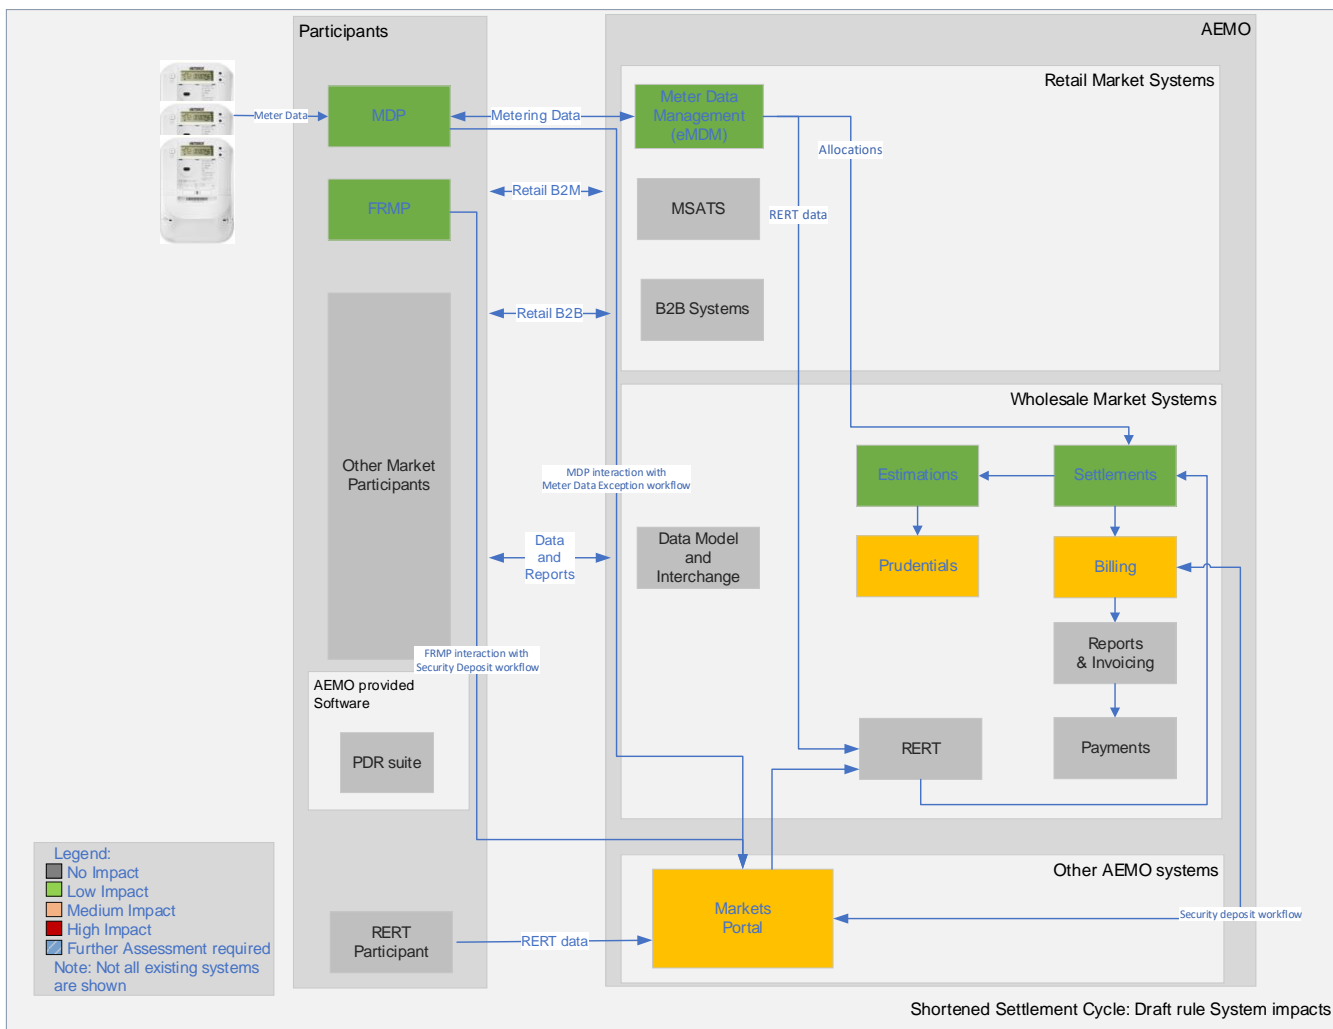 Participants
AEMO
Retail Market Systems
Meter Data
MDP
Metering Data
Meter Data
Management
(eMDM)
Allocations
FRMP
Retail B2M
MSATS
RERT data
B2B Systems
Retail B2B
Wholesale Market Systems
Other Market
Participants
MDP interaction with
Meter Data Exception workflow
Estimations
Settlements
Data
and
Reports
Data Model
and
Interchange
Prudentials
Billing
FRMP interaction with
Security Deposit workflow
Reports
& Invoicing
AEMO provided
Software
PDR suite
RERT
Payments
Legend:
No Impact
Low Impact
Medium Impact
High Impact
Further Assessment required
Note: Not all existing systems
are shown
Other AEMO systems
Markets
Portal
Security deposit workflow
RERT
Participant
RERT data
Shortened Settlement Cycle: Draft rule System impacts